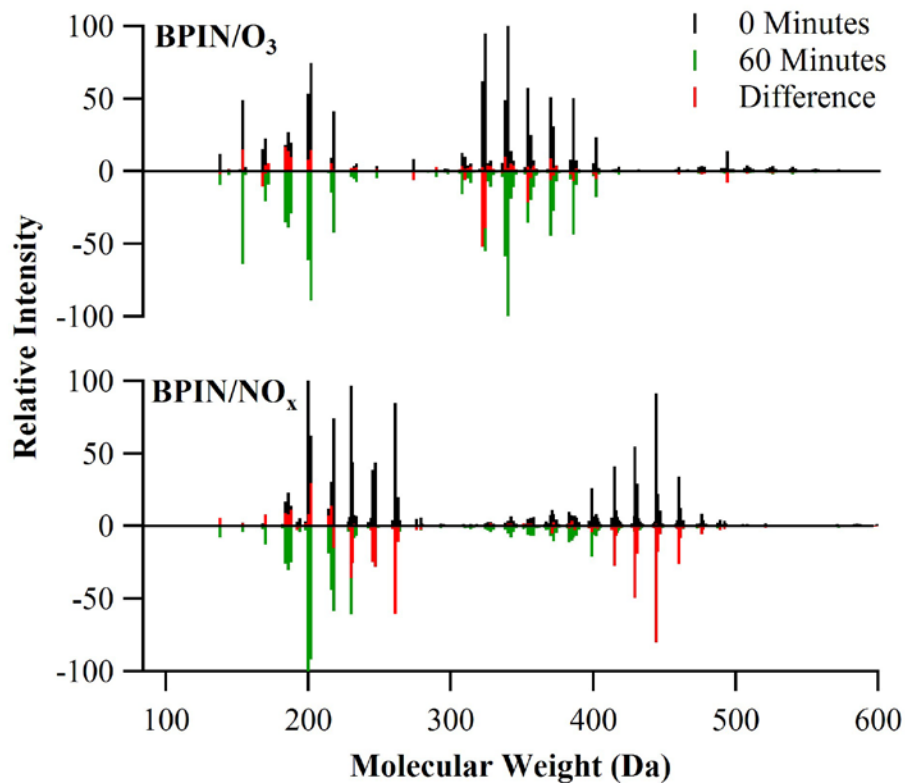 BPIN/O₃
0 Minutes
60 Minutes
Difference
100
50
0
-50
-100
Relative Intensity
BPIN/NOₓ
100
50
0
-50
-100
100 200 300 400 500 600
Molecular Weight (Da)